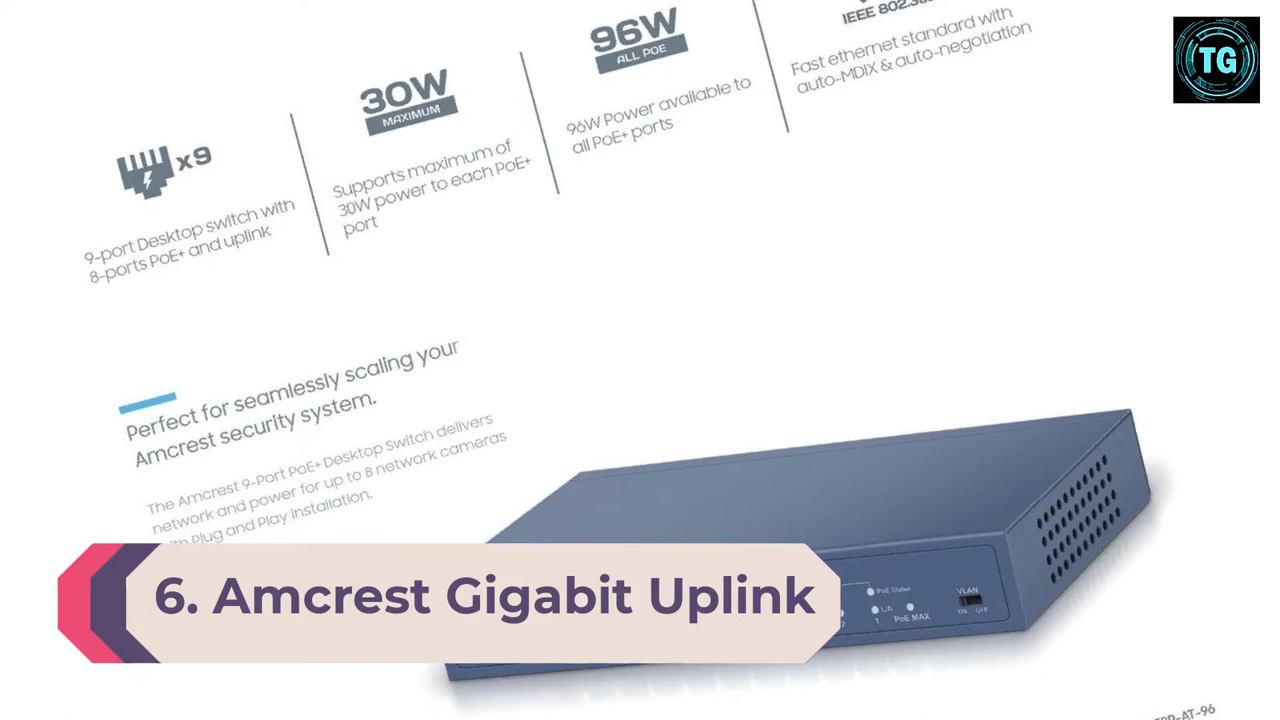 x9
9-port Desktop switch with
8-ports PoE+ and uplink
30W
MAXIMUM
Supports maximum of
30W power to each PoE+
port
96W
ALL POE
96W Power available to
all PoE+ ports
IEEE
Fast ethernet standard with
auto-MDIX & auto-negotiation
TG
Perfect for seamlessly scaling your
Amcrest security system.
The Amcrest 9-Port PoE+ Desktop Switch delivers
network and power for up to 8 network cameras
Plug and Play Installation.
6. Amcrest Gigabit Uplink
PoE Status
L/A
1
PoE MAX
VLAN
ON OFF